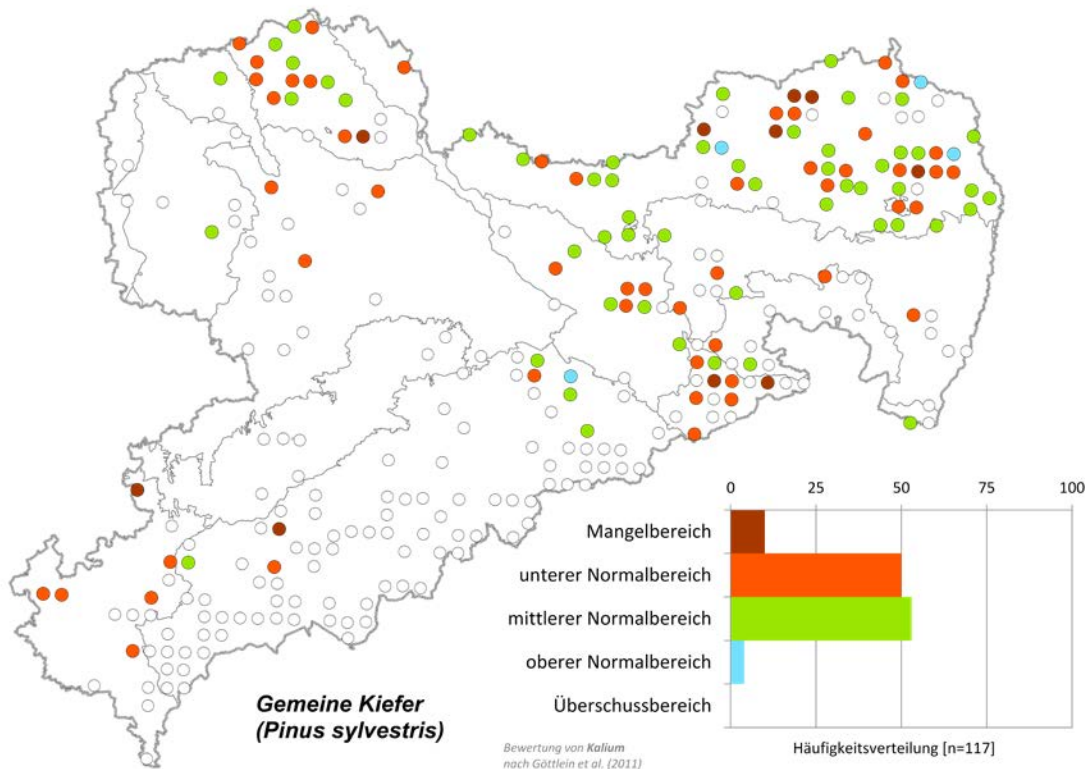 0 25 50 75 100
Mangelbereich
unterer Normalbereich
mittlerer Normalbereich
oberer Normalbereich
Überschussbereich
Gemeine Kiefer
(Pinus sylvestris)
Bewertung von Kalium
nach Göttlein et al. (2011)
Häufigkeitsverteilung [n=117]